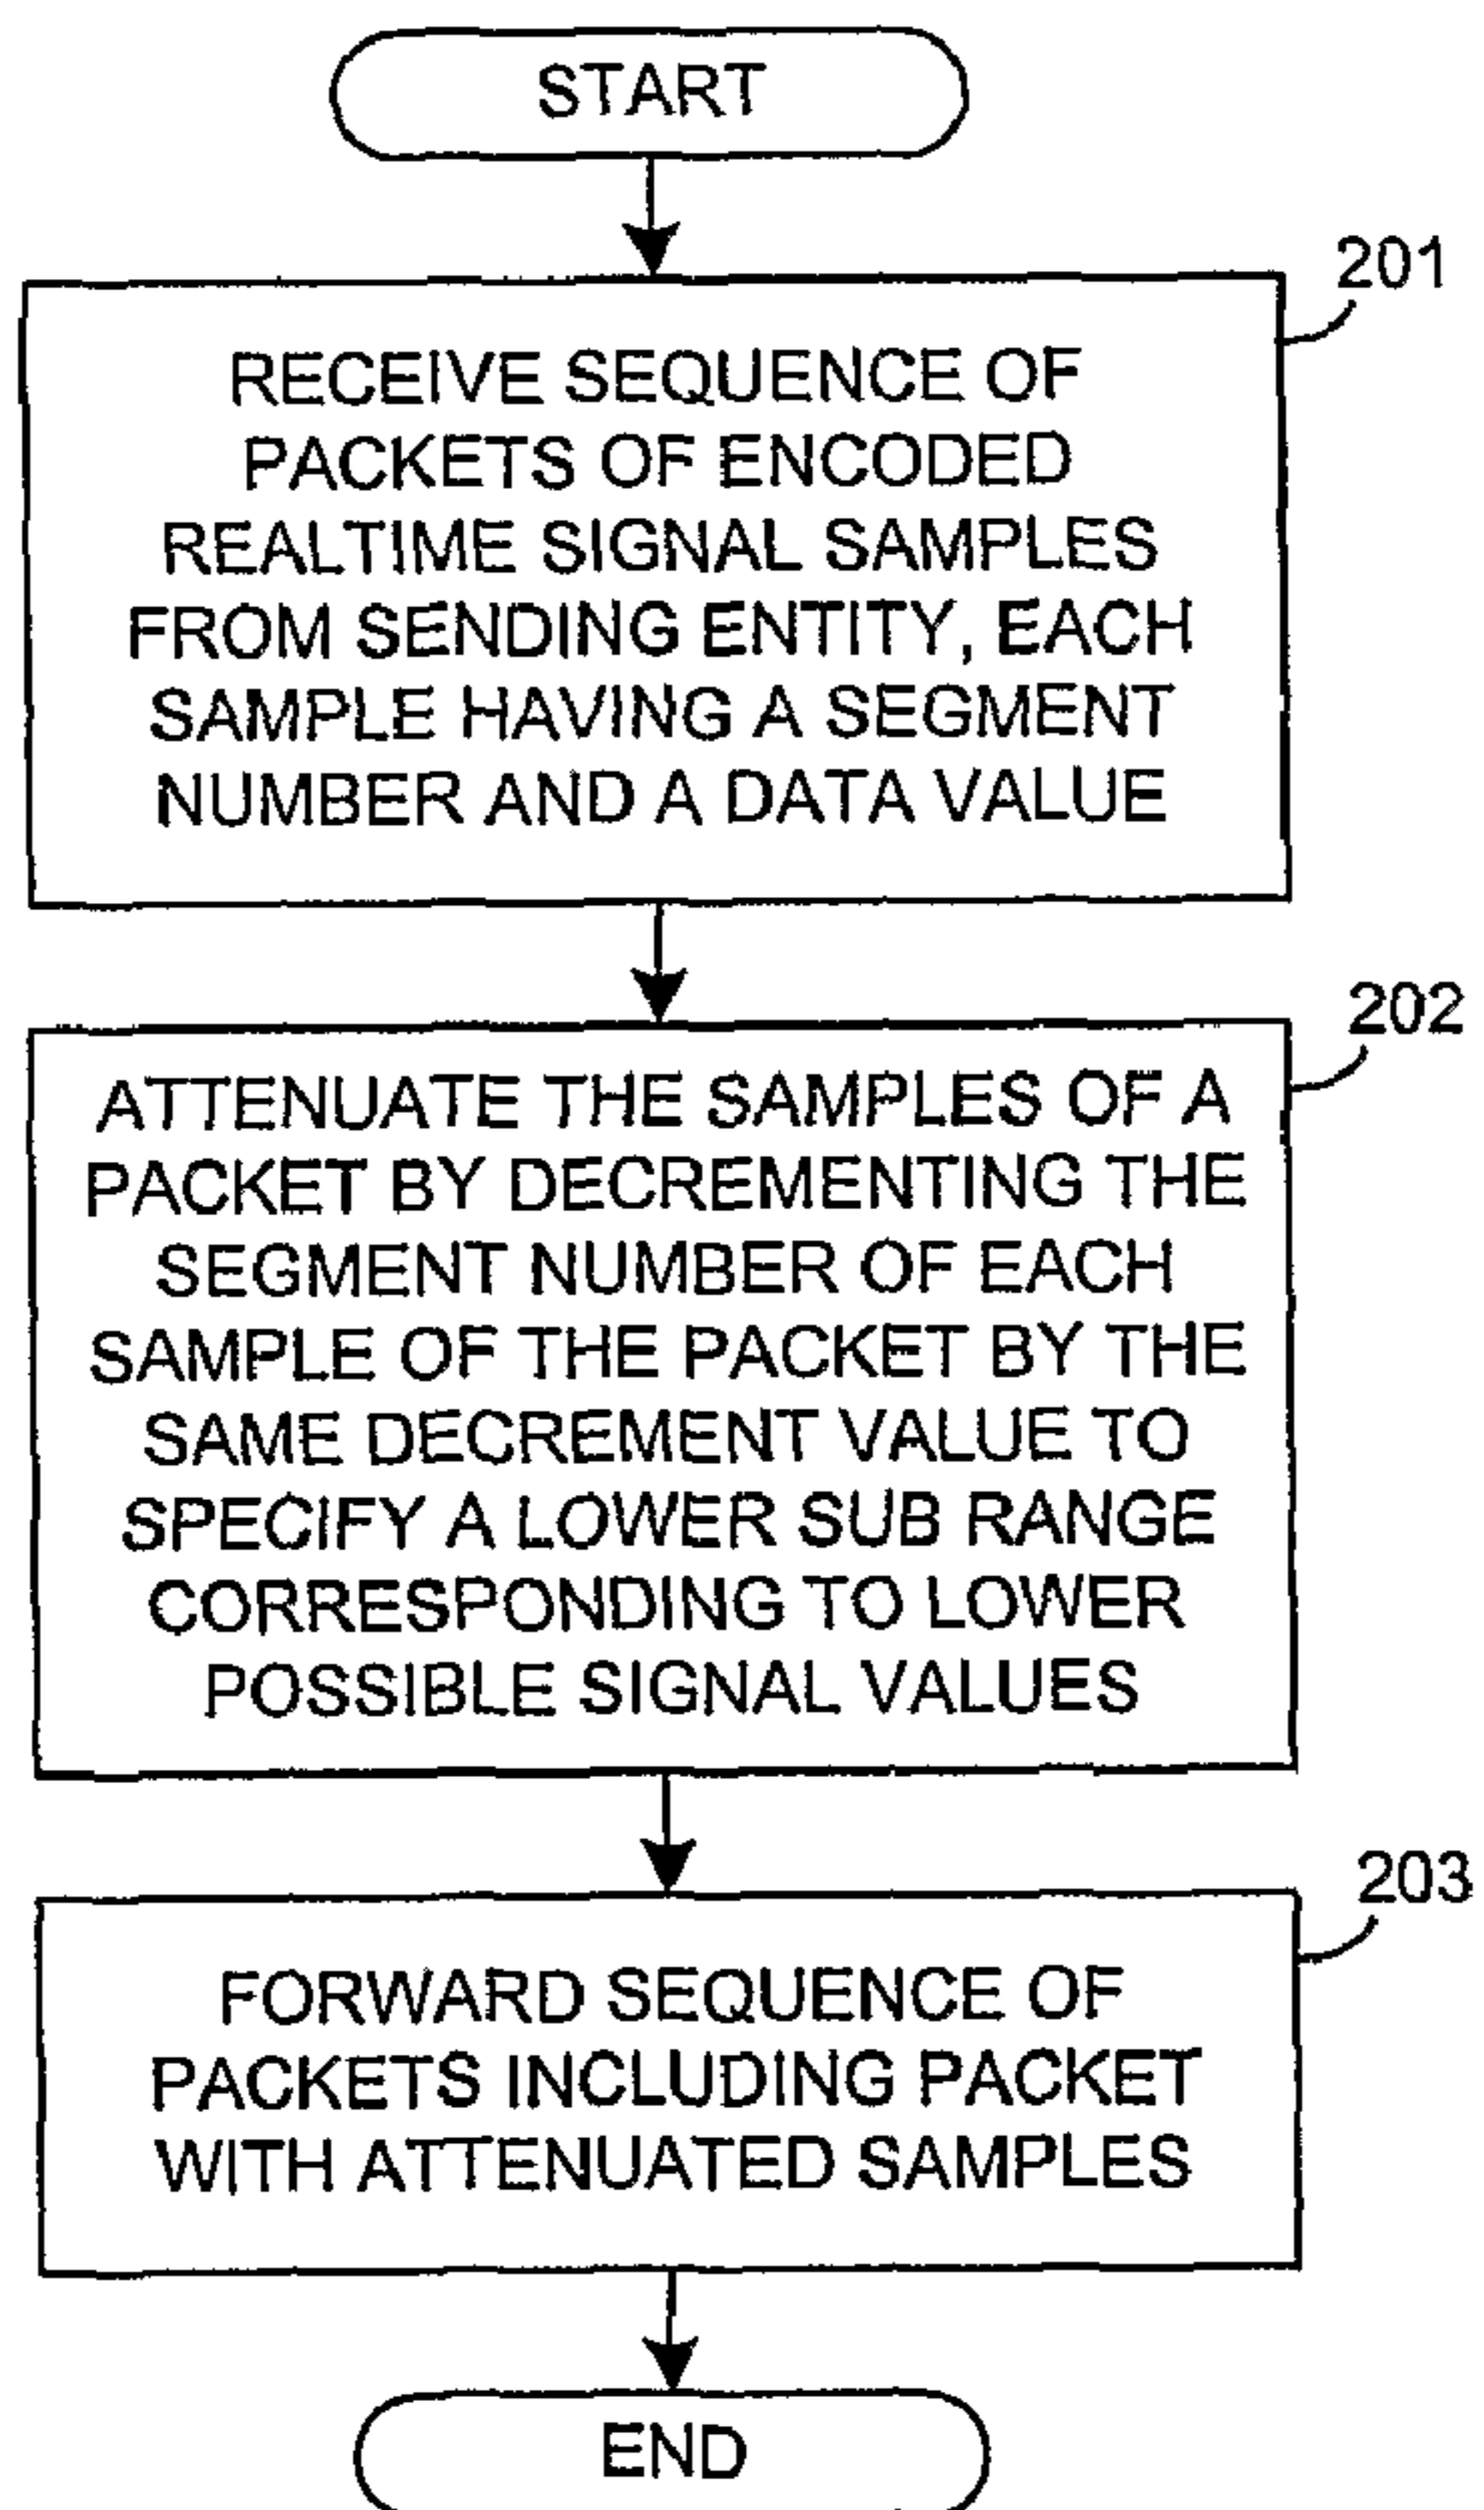 START
201
RECEIVE SEQUENCE OF
PACKETS OF ENCODED
REALTIME SIGNAL SAMPLES
FROM SENDING ENTITY, EACH
SAMPLE HAVING A SEGMENT
NUMBER AND A DATA VALUE
202
ATTENUATE THE SAMPLES OF A
PACKET BY DECREMENTING THE
SEGMENT NUMBER OF EACH
SAMPLE OF THE PACKET BY THE
SAME DECREMENT VALUE TO
SPECIFY A LOWER SUB RANGE
CORRESPONDING TO LOWER
POSSIBLE SIGNAL VALUES
203
FORWARD SEQUENCE OF
PACKETS INCLUDING PACKET
WITH ATTENUATED SAMPLES
END